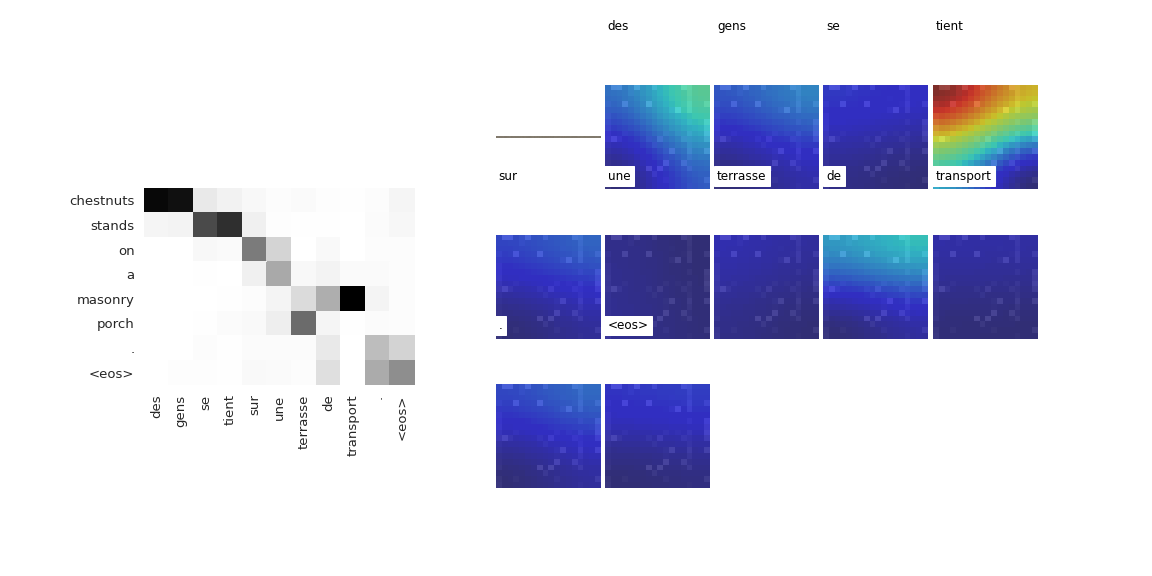 des gens se tient
sur une terrasse de transport
. <eos>
chestnuts
stands
on
a
masonry
porch
.
<eos>
des gens se tient sur une terrasse de transport . <eos>